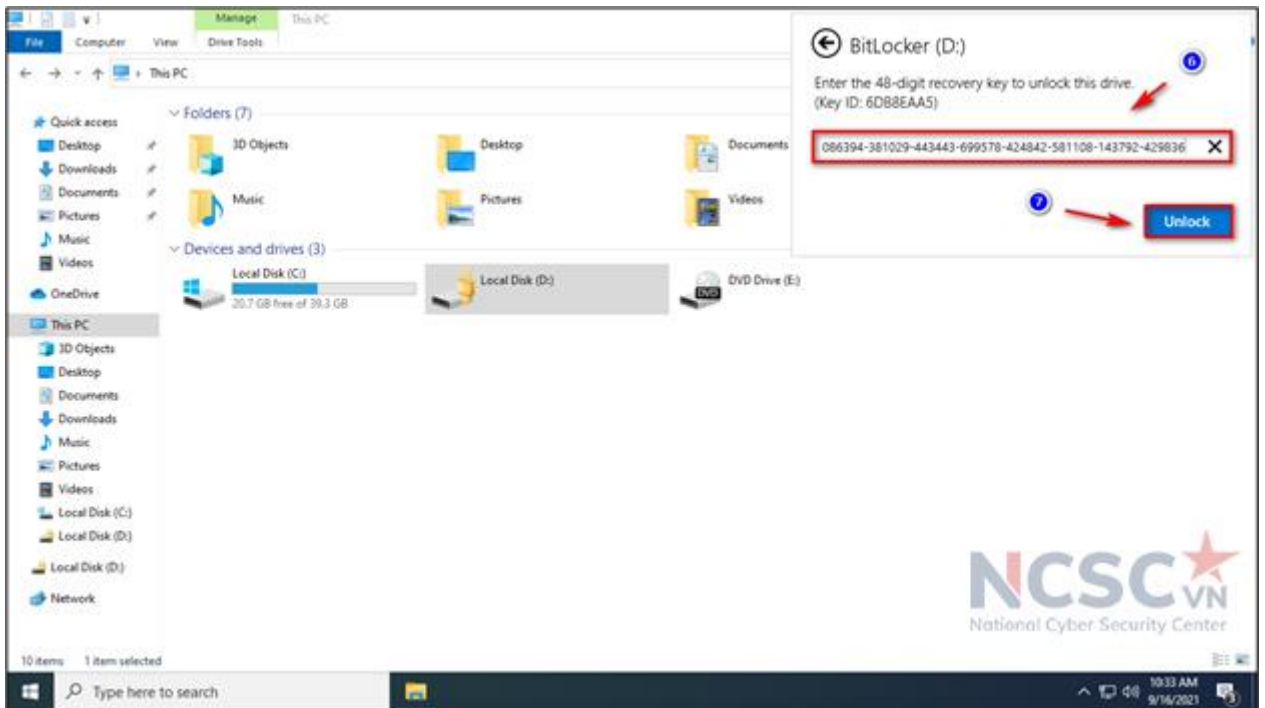 Manage This PC
File Computer View Drive Tools
This PC
BitLocker (D:)
6
Enter the 48-digit recovery key to unlock this drive.
(Key ID: 6DB8EAA5)
086394-381029-443443-699578-424842-581108-143792-429836
7
Unlock
Quick access
Desktop
Downloads
Documents
Pictures
Music
Videos
OneDrive
This PC
3D Objects
Desktop
Documents
Downloads
Music
Pictures
Videos
Local Disk (C:)
Local Disk (D:)
Local Disk (D:)
Network
Folders (7)
3D Objects Desktop Documents
Music Pictures Videos
Devices and drives (3)
Local Disk (C:) Local Disk (D:) DVD Drive (E:)
20.7 GB free of 39.3 GB
DVD
NCSC VN
National Cyber Security Center
10 items 1 item selected
Type here to search
10:33 AM
9/16/2021
3